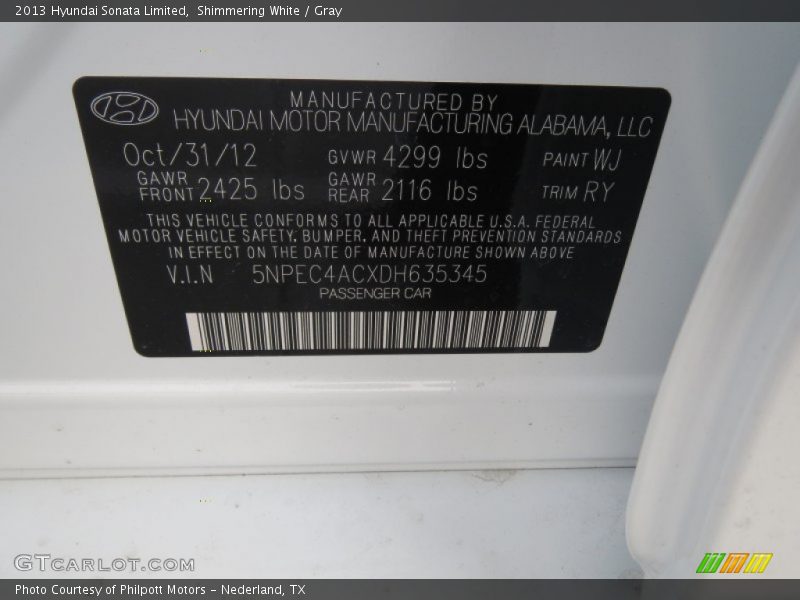 2013 Hyundai Sonata Limited, Shimmering White / Gray
MANUFACTURED BY
HYUNDAI MOTOR MANUFACTURING ALABAMA, LLC
Oct/31/12 GVWR 4299 lbs PAINT WJ
GAWR FRONT 2425 lbs GAWR REAR 2116 lbs TRIM RY
THIS VEHICLE CONFORMS TO ALL APPLICABLE U.S.A. FEDERAL
MOTOR VEHICLE SAFETY, BUMPER, AND THEFT PREVENTION STANDARDS
IN EFFECT ON THE DATE OF MANUFACTURE SHOWN ABOVE
V.I.N 5NPEC4ACXDH635345
PASSENGER CAR
GTCARLOT.COM
Photo Courtesy of Philpott Motors - Nederland, TX